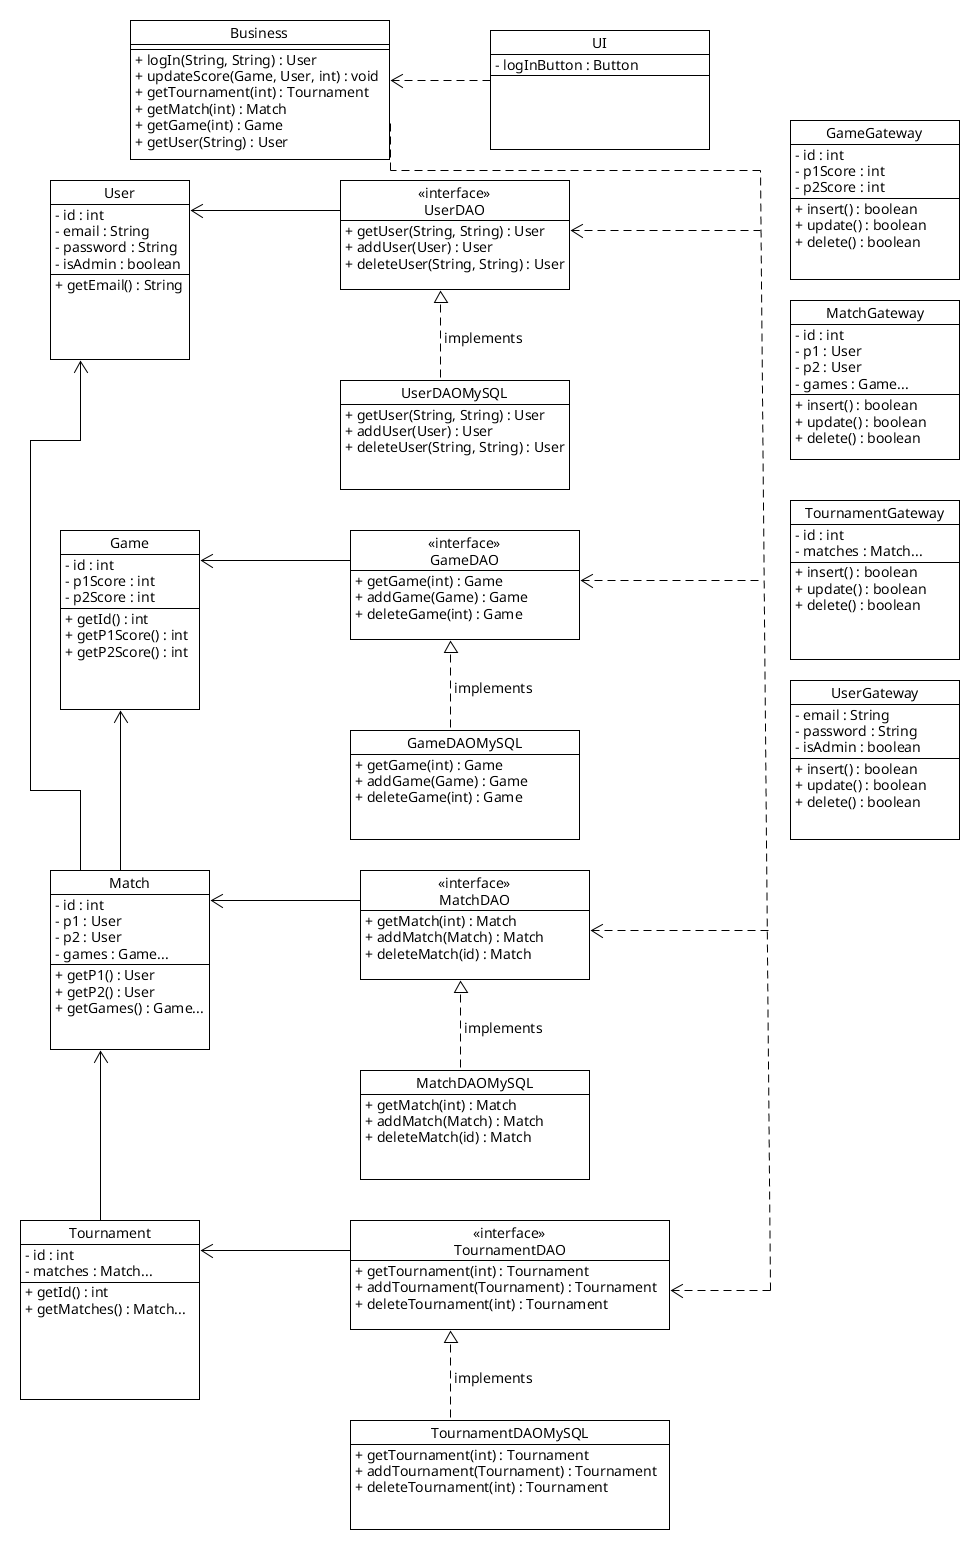 Business
+ logIn(String, String) : User
+ updateScore(Game, User, int) : void
+ getTournament(int) : Tournament
+ getMatch(int) : Match
+ getGame(int) : Game
+ getUser(String) : User
UI
- logInButton : Button
GameGateway
- id : int
- p1Score : int
- p2Score : int
+ insert() : boolean
+ update() : boolean
+ delete() : boolean
User
- id : int
- email : String
- password : String
- isAdmin : boolean
+ getEmail() : String
«interface»
UserDAO
+ getUser(String, String) : User
+ addUser(User) : User
+ deleteUser(String, String) : User
implements
MatchGateway
- id : int
- p1 : User
- p2 : User
- games : Game...
+ insert() : boolean
+ update() : boolean
+ delete() : boolean
UserDAOMySQL
+ getUser(String, String) : User
+ addUser(User) : User
+ deleteUser(String, String) : User
TournamentGateway
- id : int
- matches : Match...
+ insert() : boolean
+ update() : boolean
+ delete() : boolean
Game
- id : int
- p1Score : int
- p2Score : int
+ getId() : int
+ getP1Score() : int
+ getP2Score() : int
«interface»
GameDAO
+ getGame(int) : Game
+ addGame(Game) : Game
+ deleteGame(int) : Game
implements
UserGateway
- email : String
- password : String
- isAdmin : boolean
+ insert() : boolean
+ update() : boolean
+ delete() : boolean
GameDAOMySQL
+ getGame(int) : Game
+ addGame(Game) : Game
+ deleteGame(int) : Game
Match
- id : int
- p1 : User
- p2 : User
- games : Game...
+ getP1() : User
+ getP2() : User
+ getGames() : Game...
«interface»
MatchDAO
+ getMatch(int) : Match
+ addMatch(Match) : Match
+ deleteMatch(id) : Match
implements
MatchDAOMySQL
+ getMatch(int) : Match
+ addMatch(Match) : Match
+ deleteMatch(id) : Match
Tournament
- id : int
- matches : Match...
+ getId() : int
+ getMatches() : Match...
«interface»
TournamentDAO
+ getTournament(int) : Tournament
+ addTournament(Tournament) : Tournament
+ deleteTournament(int) : Tournament
implements
TournamentDAOMySQL
+ getTournament(int) : Tournament
+ addTournament(Tournament) : Tournament
+ deleteTournament(int) : Tournament